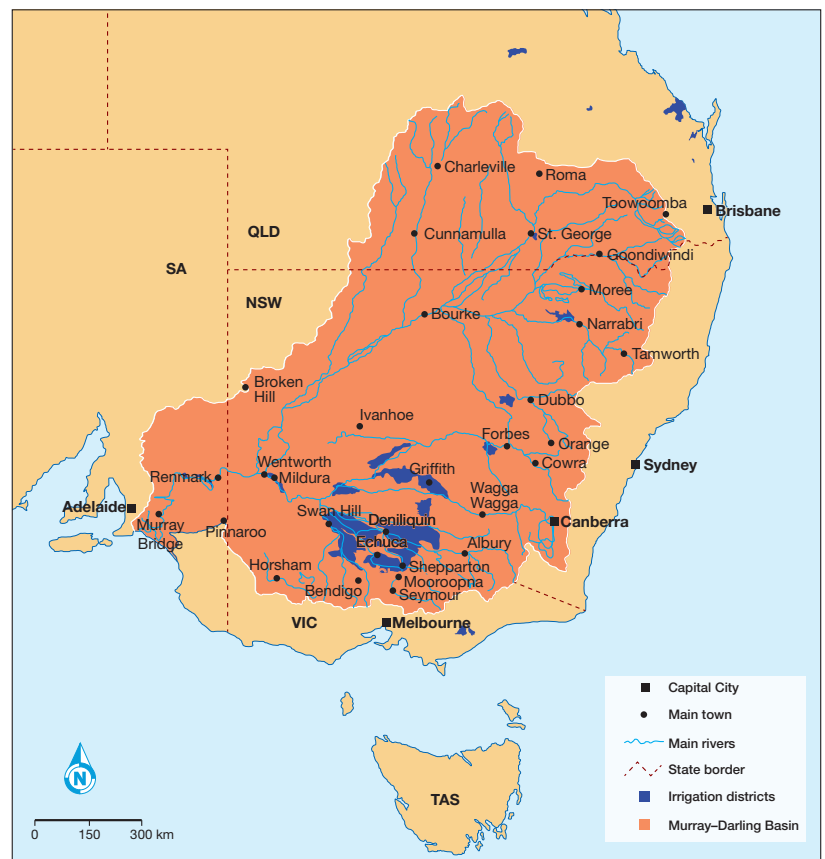 Charleville
Roma
Toowoomba
Brisbane
QLD
Cunnamulla
St. George
Goondiwindi
SA
NSW
Moree
Bourke
Narrabri
Tamworth
Broken
Hill
Dubbo
Ivanhoe
Forbes
Orange
Cowra
Sydney
Wentworth
Mildura
Renmark
Griffith
Wagga
Wagga
Adelaide
Murray
Bridge
Pinnaroo
Swan Hill
Deniliquin
Canberra
Echuca
Albury
Horsham
Shepparton
Bendigo
Mooroopna
Seymour
VIC
Melbourne
TAS
N
0 150 300 km
Capital City
Main town
Main rivers
State border
Irrigation districts
Murray–Darling Basin